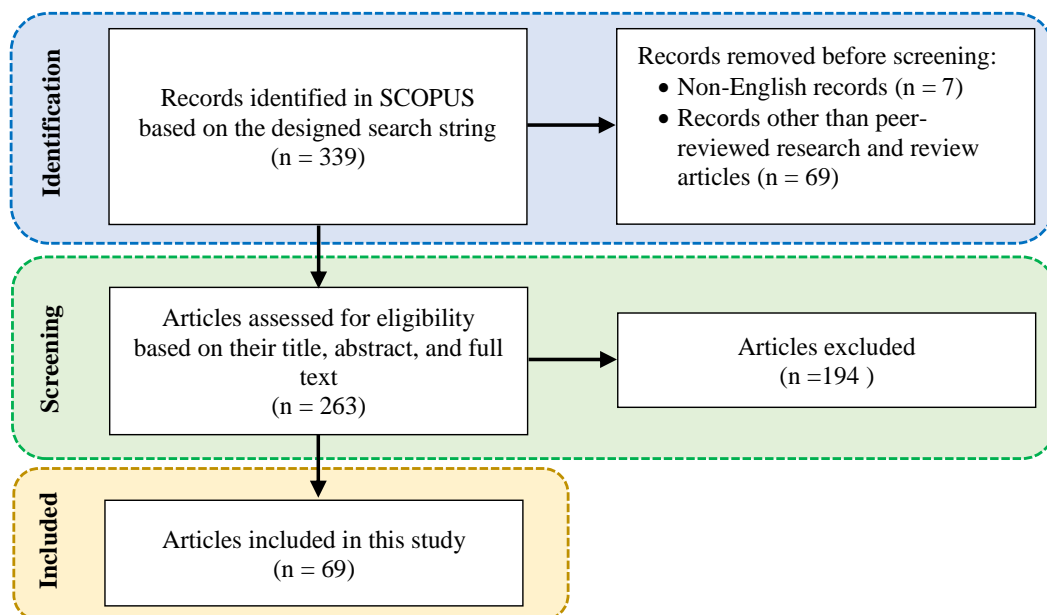 Identification
Records identified in SCOPUS
based on the designed search string
(n = 339)
Records removed before screening:
• Non-English records (n = 7)
• Records other than peer-
reviewed research and review
articles (n = 69)
Screening
Articles assessed for eligibility
based on their title, abstract, and full
text
(n = 263)
Articles excluded
(n =194 )
Included
Articles included in this study
(n = 69)